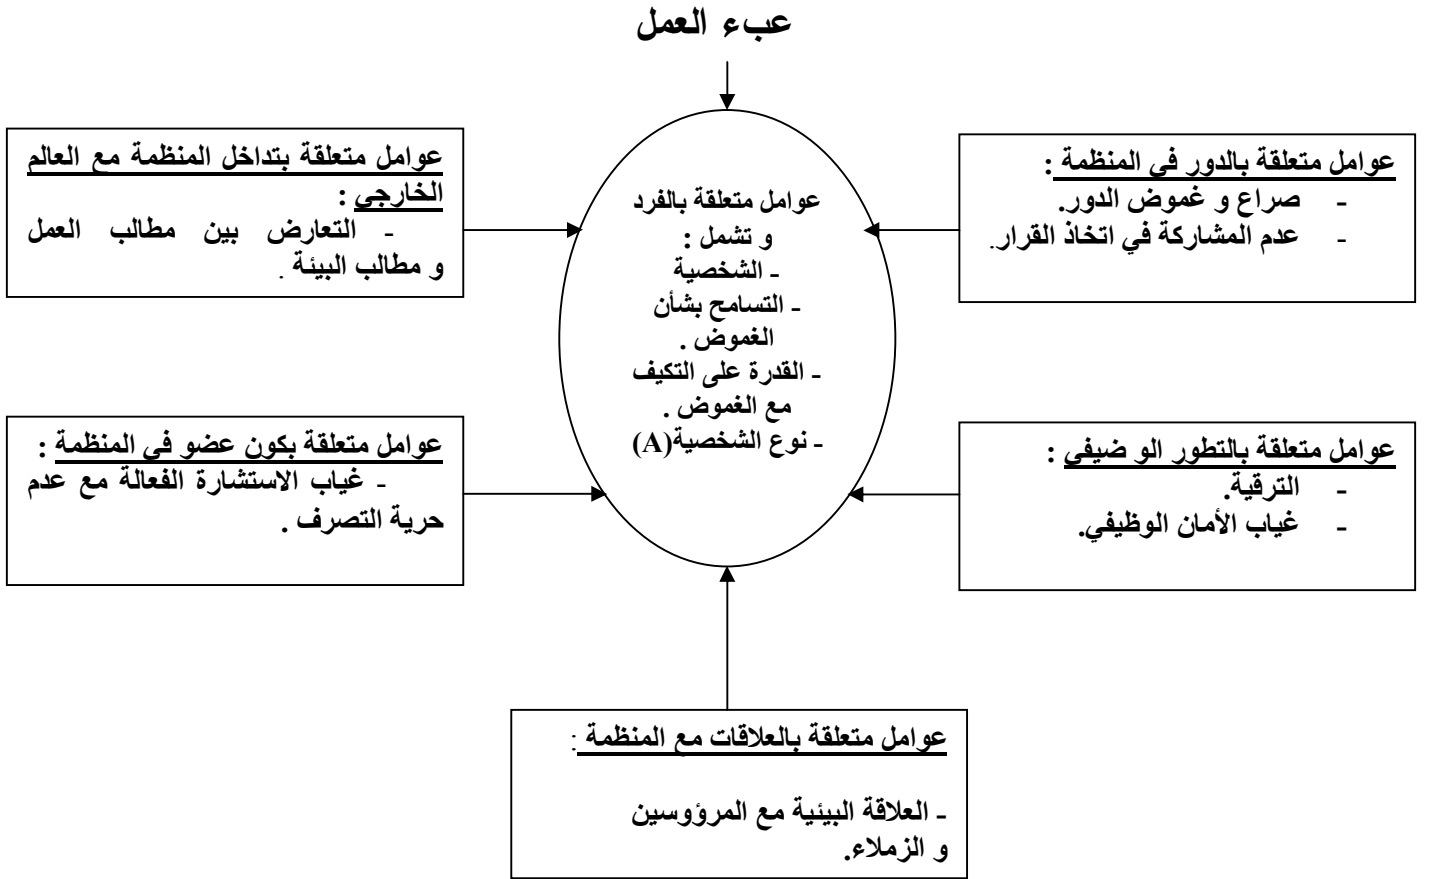 عبء العمل
عوامل متعلقة بالدور في المنظمة :
- صراع و غموض الدور.
- عدم المشاركة في اتخاذ القرار.
عوامل متعلقة بتداخل المنظمة مع العالم
الخارجي :
- التعارض بين مطالب العمل
و مطالب البيئة .
عوامل متعلقة بالفرد
و تشمل :
- الشخصية
- التسامح بشأن
الغموض .
- القدرة على التكيف
مع الغموض .
- نوع الشخصية(A)
عوامل متعلقة بالتطور الو ضيفي :
- الترقية.
- غياب الأمان الوظيفي.
عوامل متعلقة بكون عضو في المنظمة :
- غياب الاستشارة الفعالة مع عدم
حرية التصرف .
عوامل متعلقة بالعلاقات مع المنظمة :
- العلاقة البيئية مع المرؤوسين
و الزملاء.